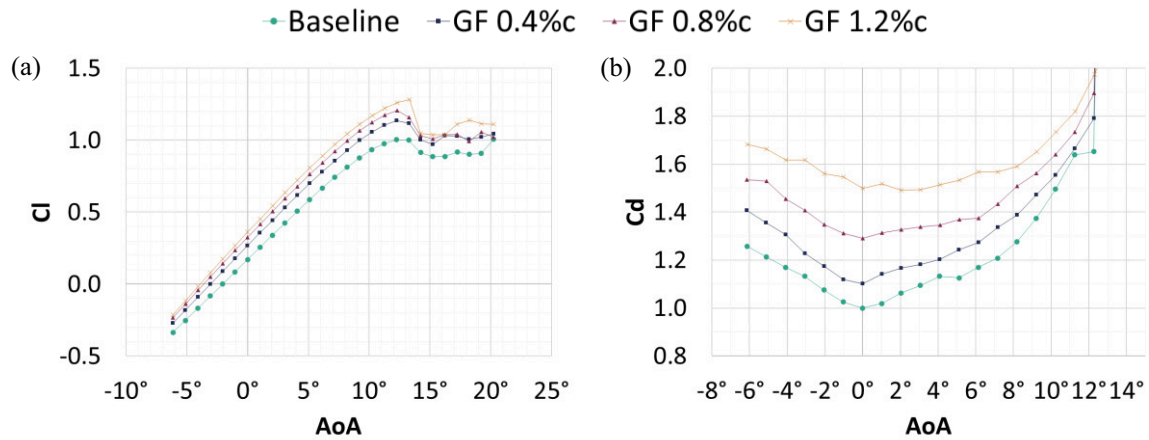 Baseline GF 0.4%c GF 0.8%c GF 1.2%c
(a)
1.5
1.0
0.5
0.0
-0.5
Cl
-10° -5° 0° 5° 10° 15° 20° 25°
AoA
(b)
2.0
1.8
1.6
1.4
1.2
1.0
0.8
Cd
-8° -6° -4° -2° 0° 2° 4° 6° 8° 10° 12° 14°
AoA